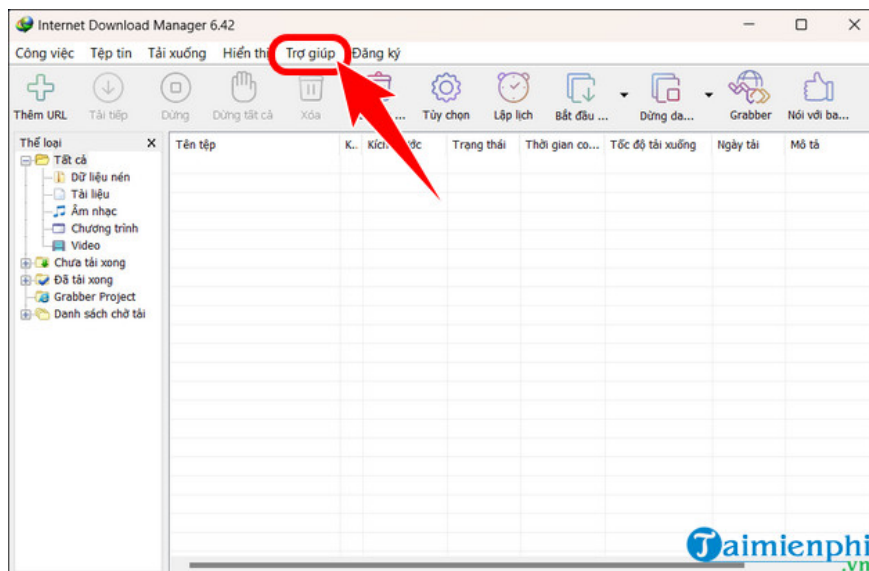 Internet Download Manager 6.42
Công việc Tệp tin Tải xuống Hiển thị Trợ giúp Đăng ký
Thêm URL Tải tiếp Dừng Dừng tất cả Xóa ... Tùy chọn Lập lịch Bắt đầu ... Dừng da... Grabber Nói với ba...
Thể loại X Tên tệp K.. Trạng thái Thời gian co... Tốc độ tải xuống Ngày tải Mô tả
Tất cả
Dữ liệu nén
Tài liệu
Âm nhạc
Chương trình
Video
Chưa tải xong
Đã tải xong
Grabber Project
Danh sách chờ tải
Taimienphi
.vn